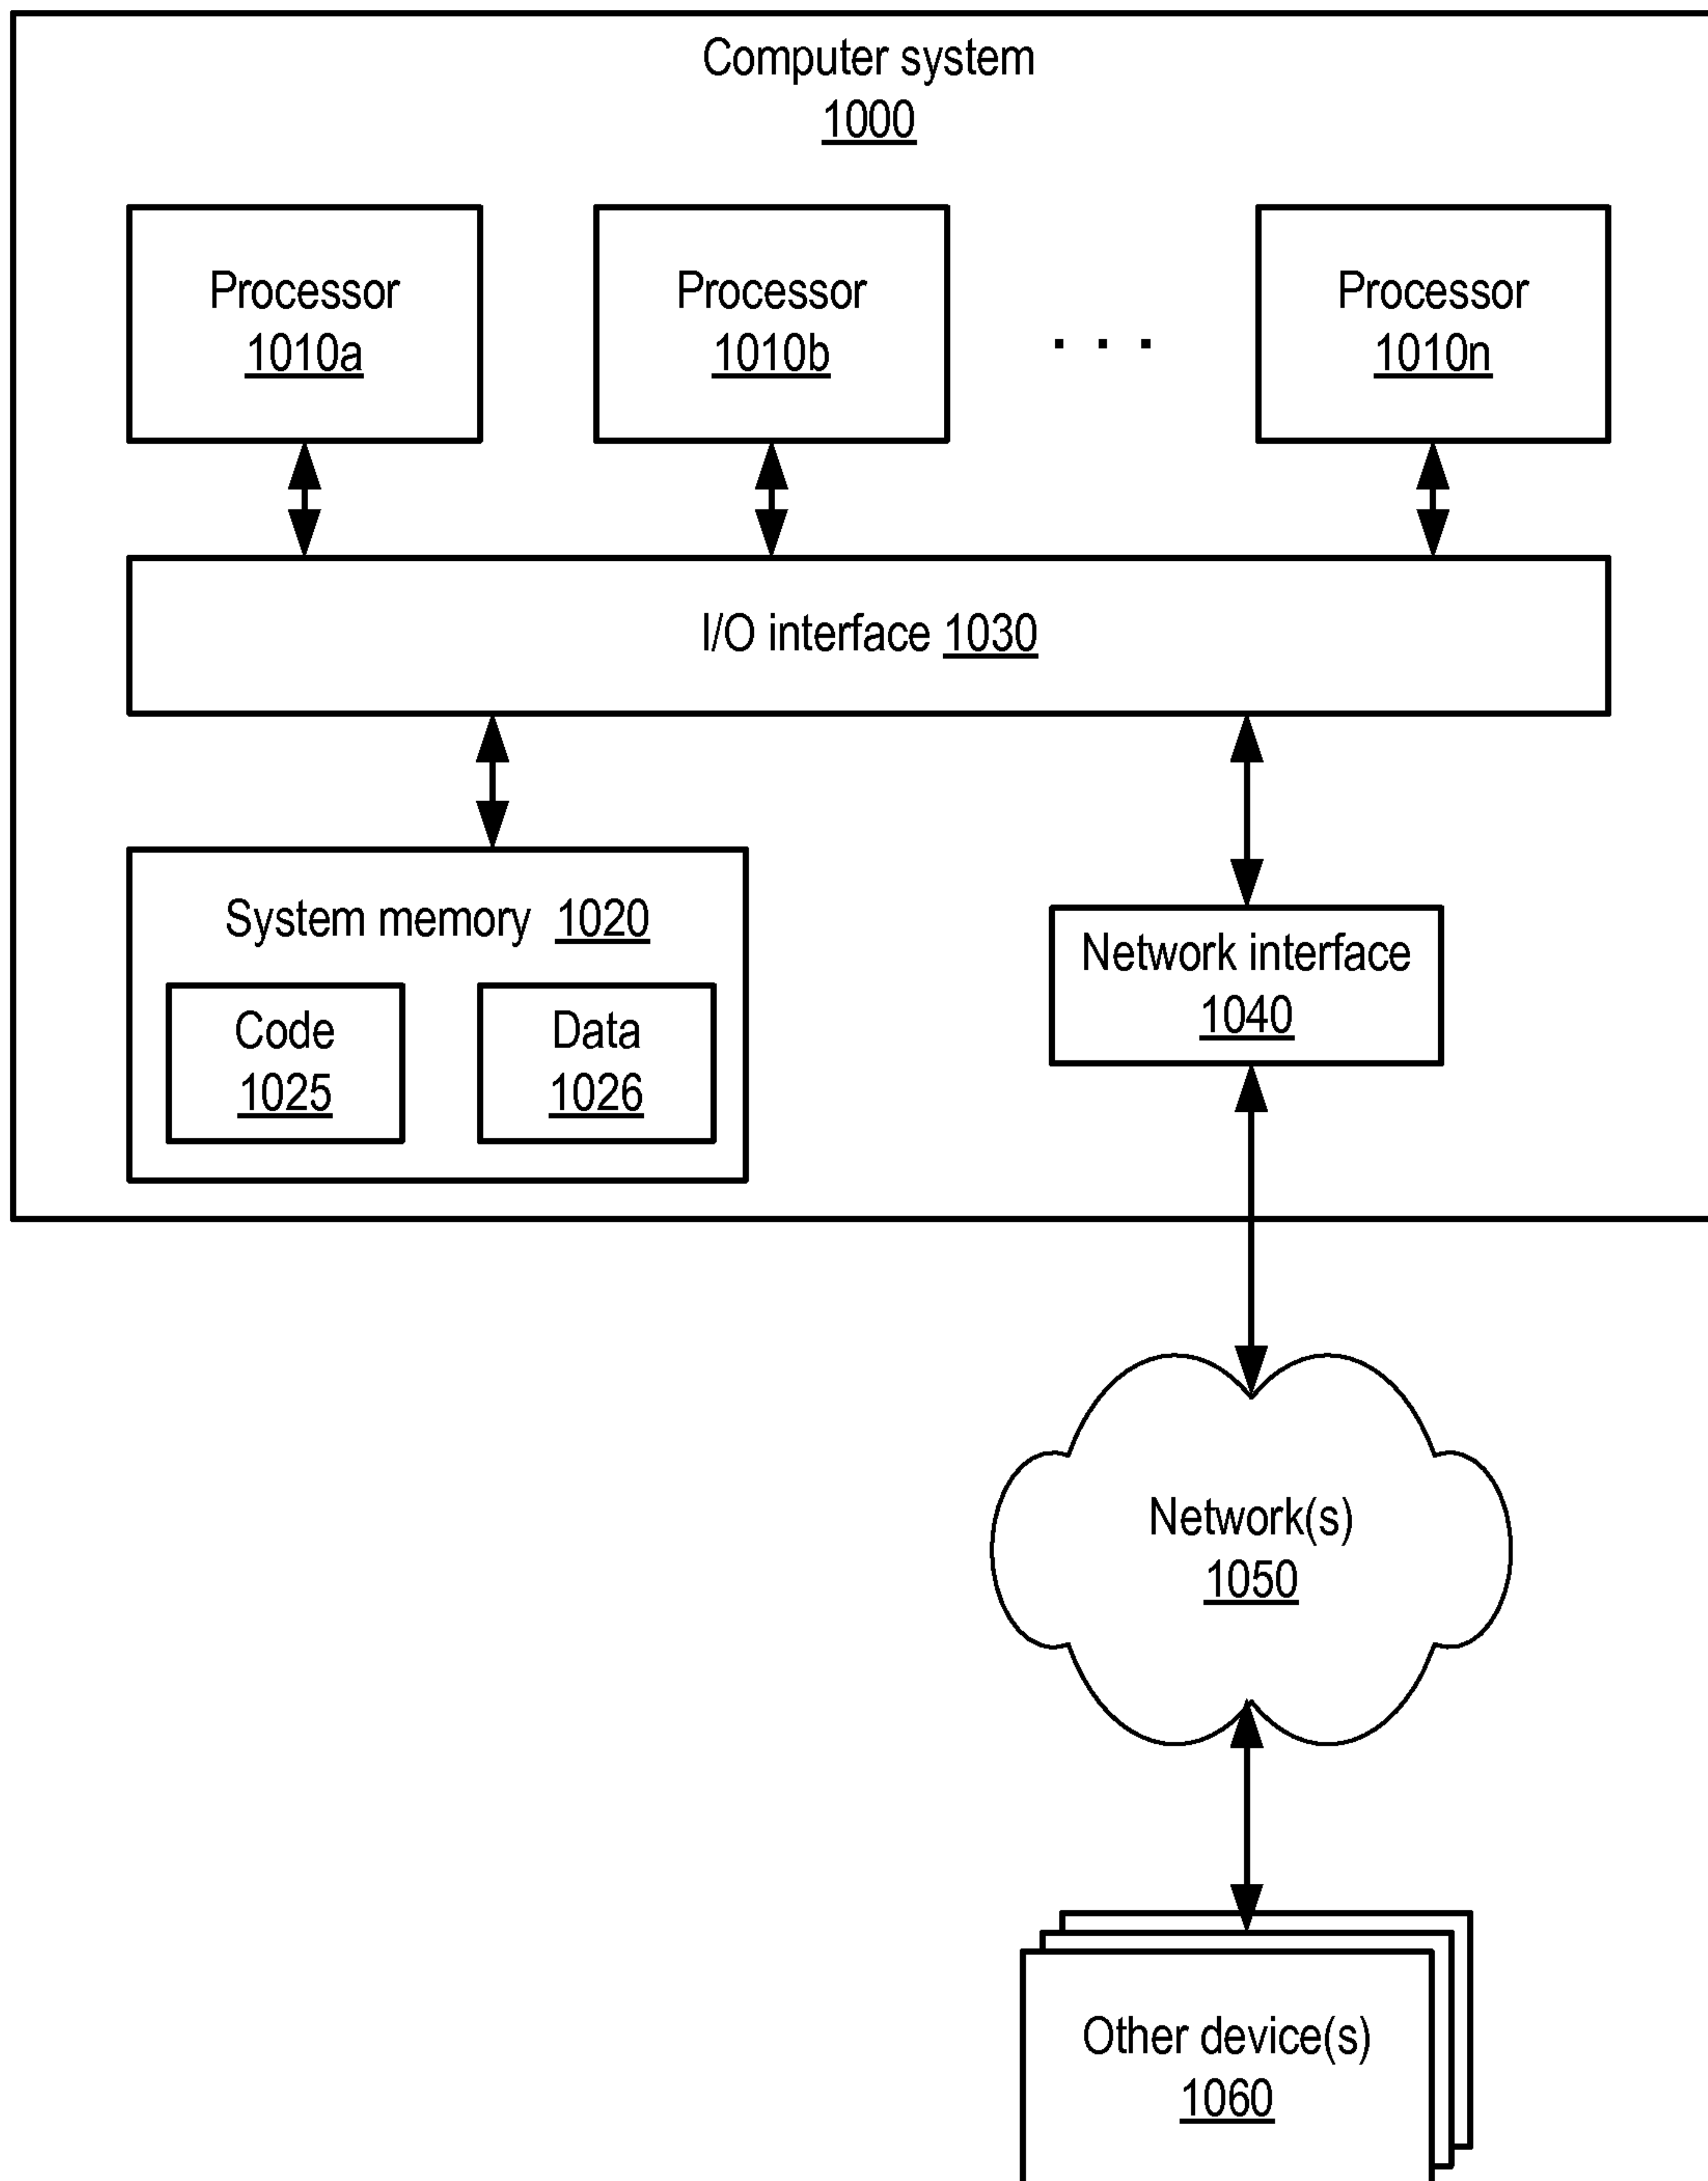 Computer system
1000
Processor
1010a
Processor
1010b
. . .
Processor
1010n
I/O interface 1030
System memory 1020
Code
1025
Data
1026
Network interface
1040
Network(s)
1050
Other device(s)
1060